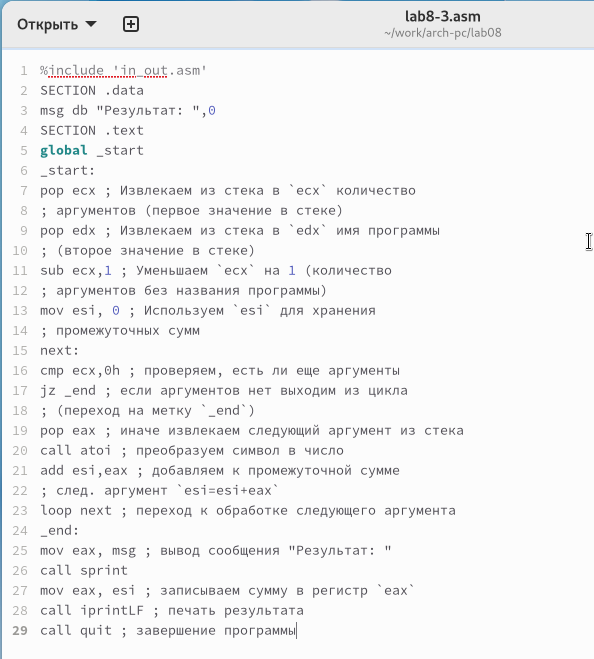 Открыть
lab8-3.asm
~/work/arch-pc/lab08
1 %include 'in_out.asm'
2 SECTION .data
3 msg db "Результат: ",0
4 SECTION .text
5 global _start
6 _start:
7 pop ecx ; Извлекаем из стека в `ecx` количество
8 ; аргументов (первое значение в стеке)
9 pop edx ; Извлекаем из стека в `edx` имя программы
10 ; (второе значение в стеке)
11 sub ecx,1 ; Уменьшаем `ecx` на 1 (количество
12 ; аргументов без названия программы)
13 mov esi, 0 ; Используем `esi` для хранения
14 ; промежуточных сумм
15 next:
16 cmp ecx,0h ; проверяем, есть ли еще аргументы
17 jz _end ; если аргументов нет выходим из цикла
18 ; (переход на метку `_end`)
19 pop eax ; иначе извлекаем следующий аргумент из стека
20 call atoi ; преобразуем символ в число
21 add esi,eax ; добавляем к промежуточной сумме
22 ; след. аргумент `esi=esi+eax`
23 loop next ; переход к обработке следующего аргумента
24 _end:
25 mov eax, msg ; вывод сообщения "Результат: "
26 call sprint
27 mov eax, esi ; записываем сумму в регистр `eax`
28 call iprintLF ; печать результата
29 call quit ; завершение программы